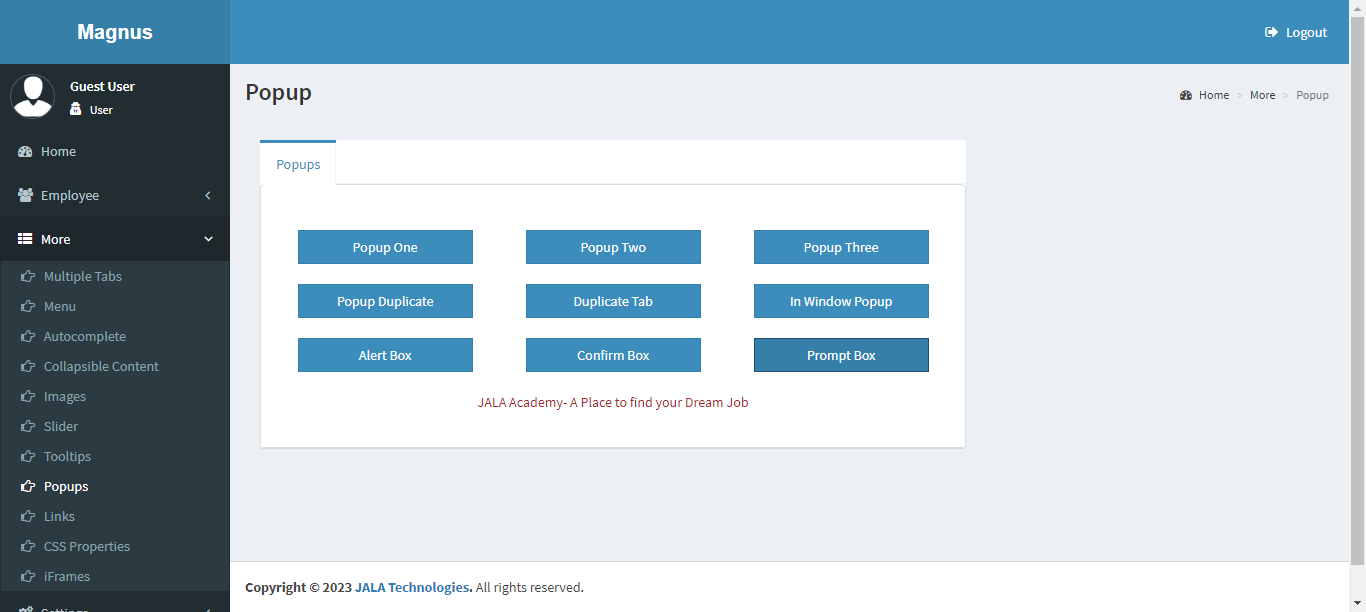 Magnus
Logout
Guest User
User
Home
Employee
More
Multiple Tabs
Menu
Autocomplete
Collapsible Content
Images
Slider
Tooltips
Popups
Links
CSS Properties
iFrames
Settings
Popup
Home > More > Popup
Popups
Popup One Popup Two Popup Three
Popup Duplicate Duplicate Tab In Window Popup
Alert Box Confirm Box Prompt Box
JALA Academy- A Place to find your Dream Job
Copyright © 2023 JALA Technologies. All rights reserved.